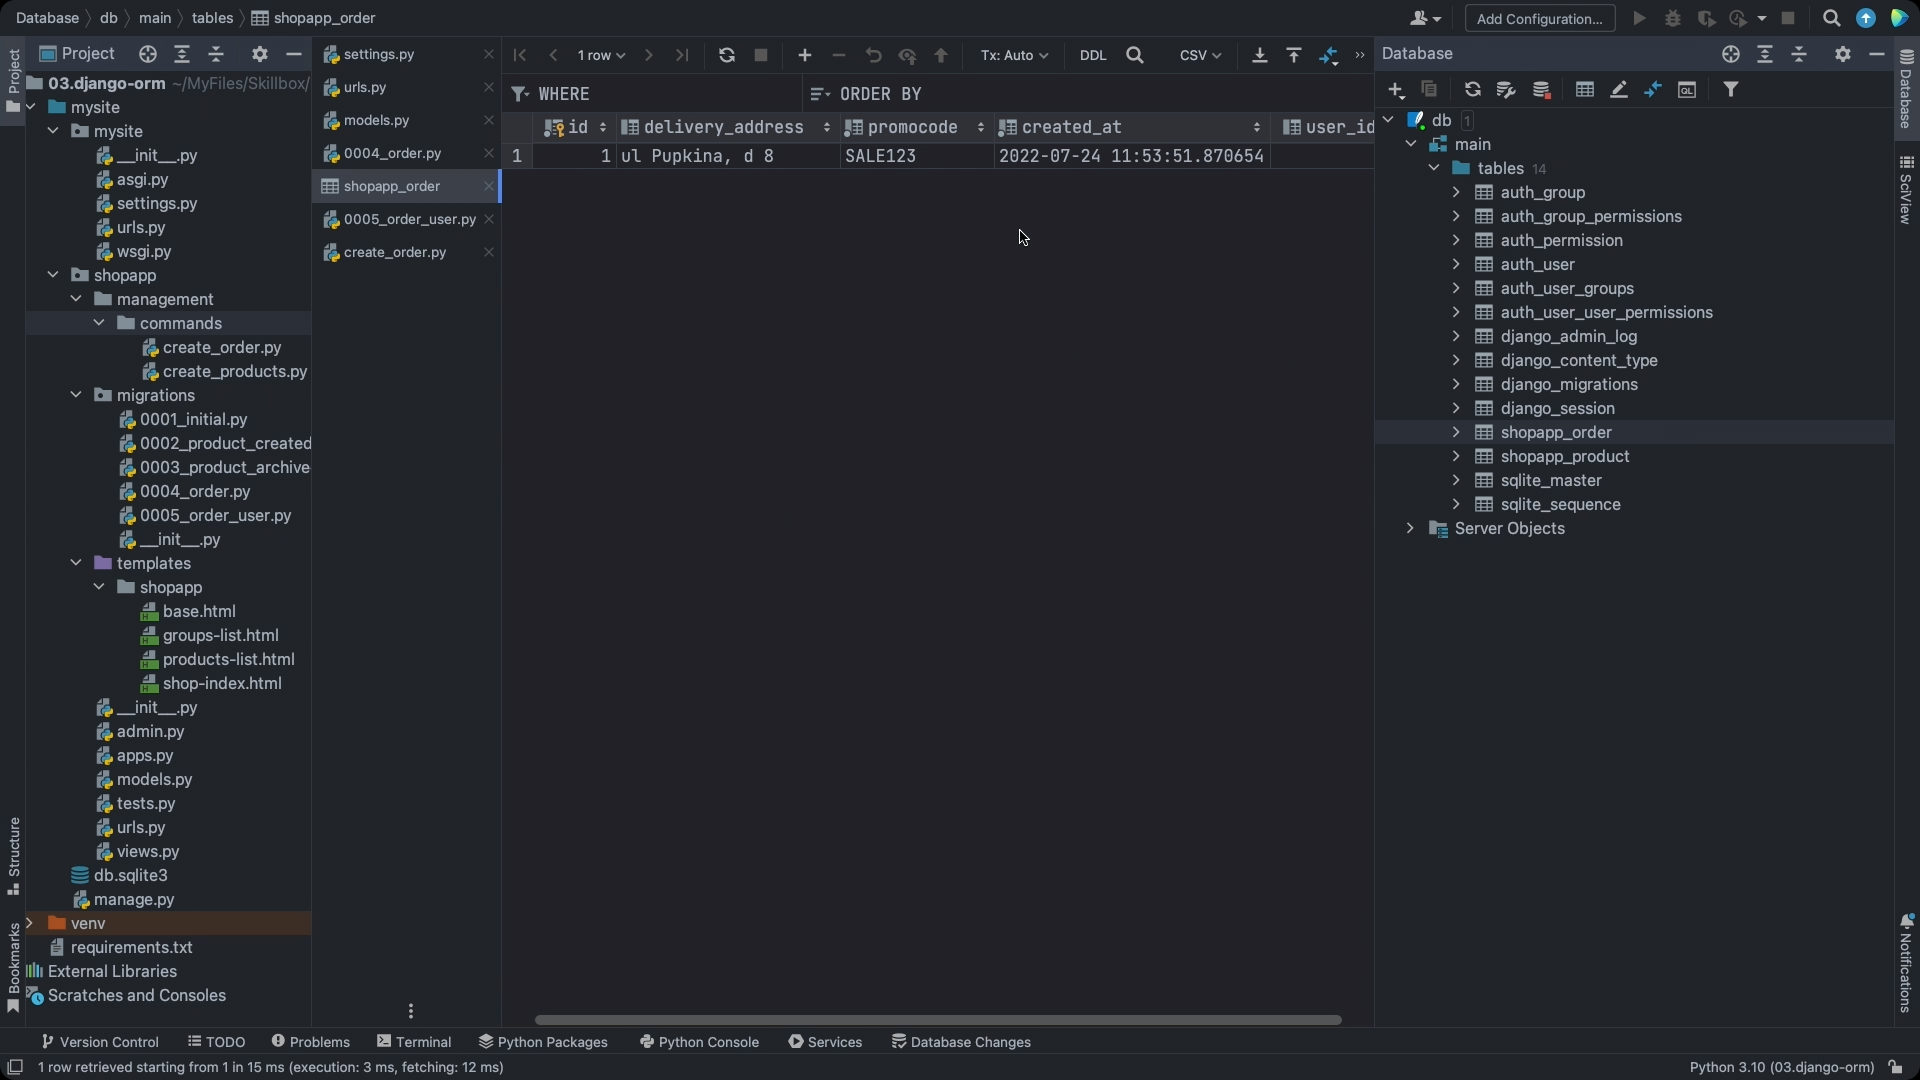 Database db main tables shopapp_order
Add Configuration...
Project
03.django-orm ~/MyFiles/Skillbox/
mysite
mysite
__init__.py
asgi.py
settings.py
urls.py
wsgi.py
shopapp
management
commands
create_order.py
create_products.py
migrations
0001_initial.py
0002_product_created
0003_product_archive
0004_order.py
0005_order_user.py
__init__.py
templates
shopapp
base.html
groups-list.html
products-list.html
shop-index.html
__init__.py
admin.py
apps.py
models.py
tests.py
urls.py
views.py
db.sqlite3
manage.py
venv
requirements.txt
External Libraries
Scratches and Consoles
Project
Structure
Bookmarks
settings.py
urls.py
models.py
0004_order.py
shopapp_order
0005_order_user.py
create_order.py
1 row Tx: Auto DDL CSV
WHERE ORDER BY
id delivery_address promocode created_at user_id
1 1 ul Pupkina, d 8 SALE123 2022-07-24 11:53:51.870654
Database
QL
db 1
main
tables 14
auth_group
auth_group_permissions
auth_permission
auth_user
auth_user_groups
auth_user_user_permissions
django_admin_log
django_content_type
django_migrations
django_session
shopapp_order
shopapp_product
sqlite_master
sqlite_sequence
Server Objects
Database
SciView
Notifications
Version Control TODO Problems Terminal Python Packages Python Console Services Database Changes
1 row retrieved starting from 1 in 15 ms (execution: 3 ms, fetching: 12 ms)
Python 3.10 (03.django-orm)